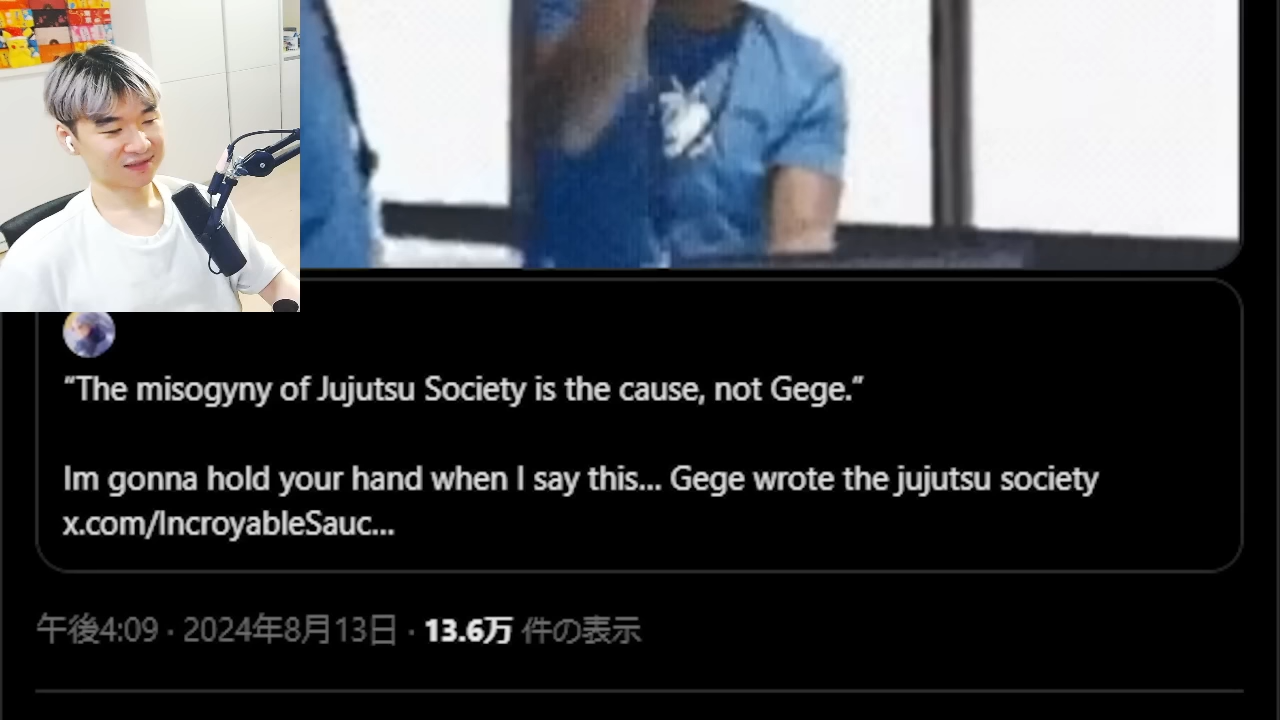 “The misogyny of Jujutsu Society is the cause, not Gege.”
Im gonna hold your hand when I say this... Gege wrote the jujutsu society
x.com/IncroyableSauc...
午後4:09 · 2024年8月13日 · 13.6万 件の表示